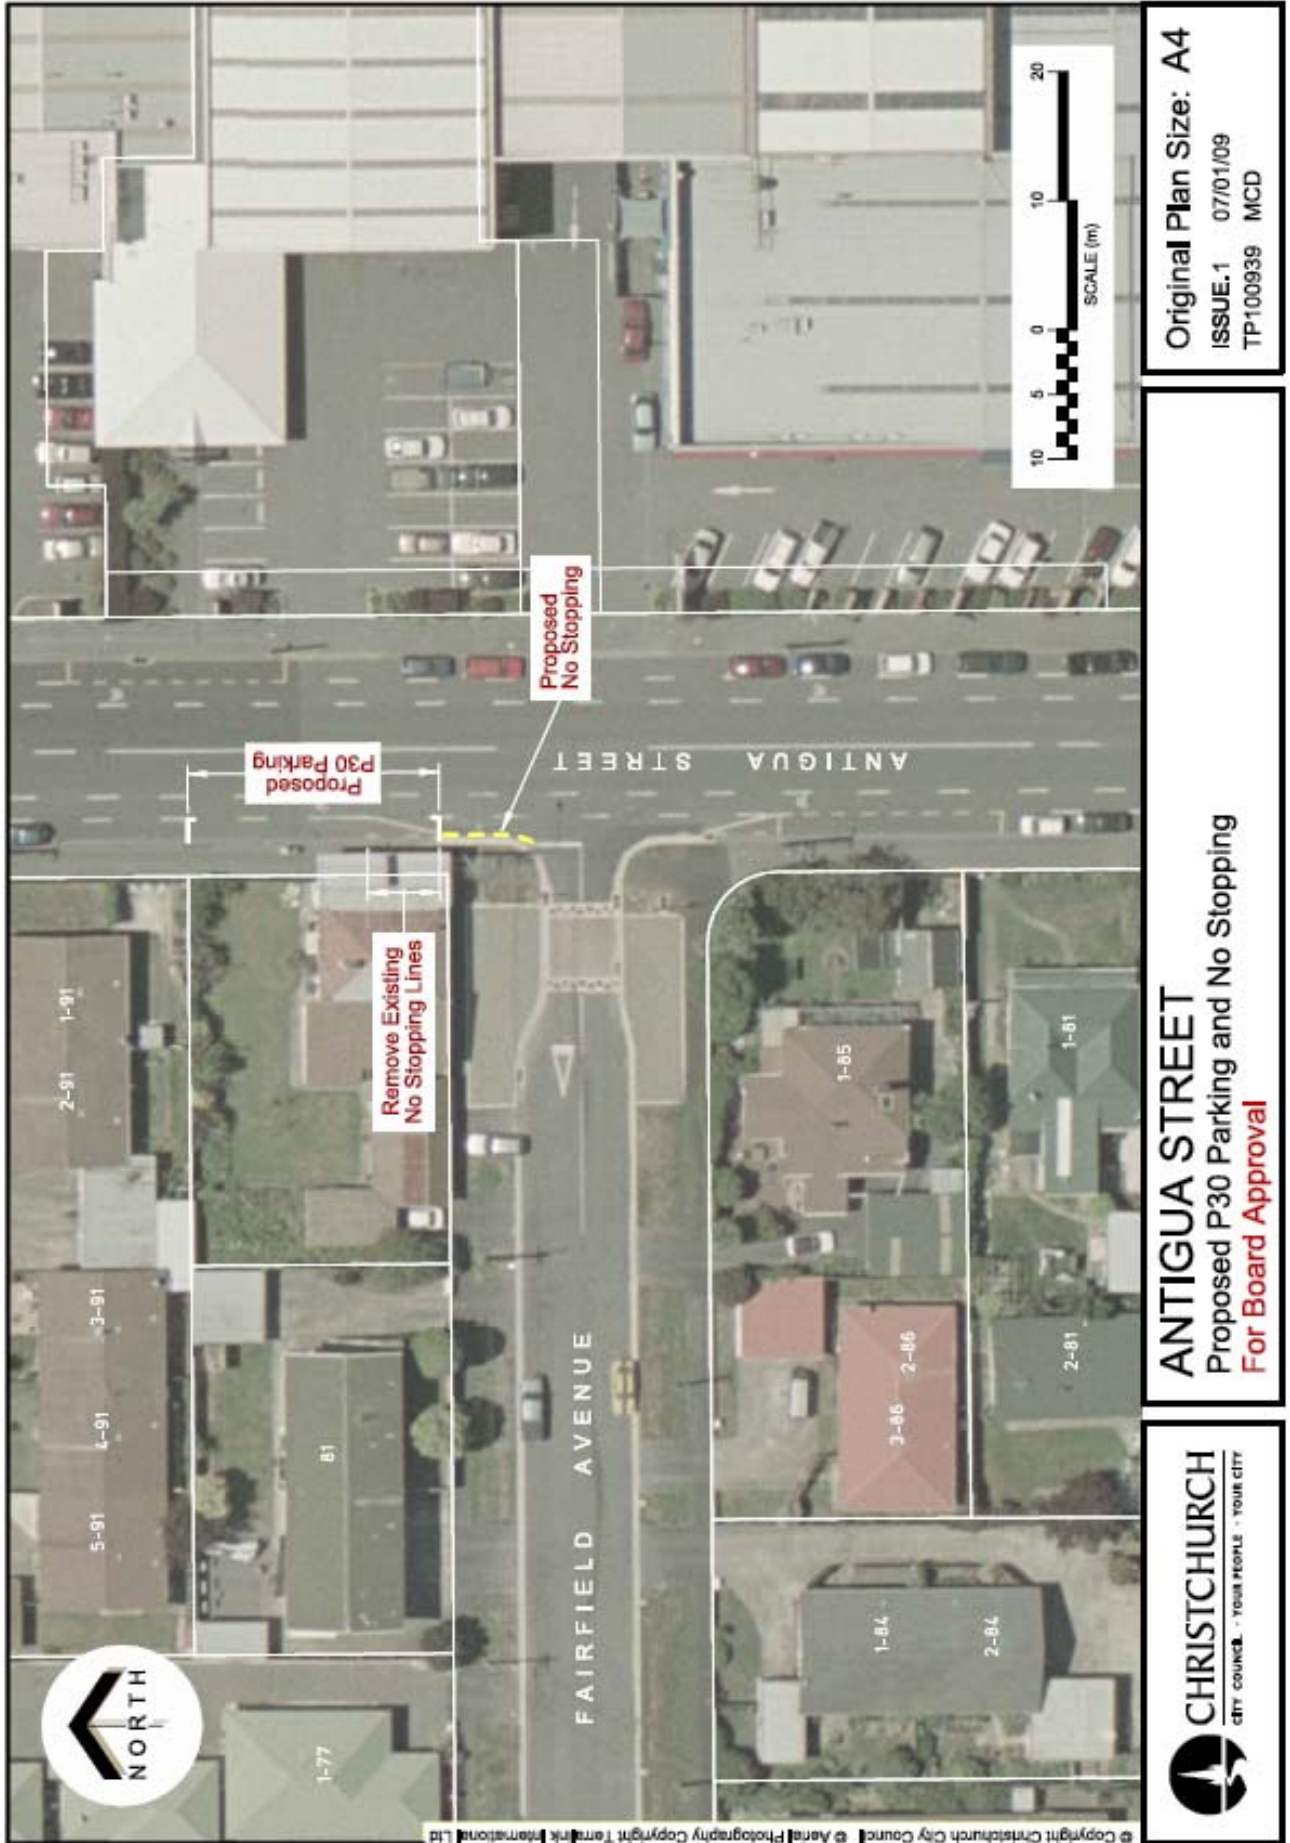 NORTH
5-91
4-91
3-91
2-91
1-91
81
1-77
Remove Existing
No Stopping Lines
Proposed
P30 Parking
Proposed
No Stopping
ANTIGUA STREET
FAIRFIELD AVENUE
1-85
3-86
2-86
1-84
2-84
1-81
2-81
10 5 0 10 20
SCALE (m)
© Copyright Christchurch City Council
© Aerial Photography Copyright Terralink International Ltd
CHRISTCHURCH
CITY COUNCIL · YOUR PEOPLE · YOUR CITY
ANTIGUA STREET
Proposed P30 Parking and No Stopping
For Board Approval
Original Plan Size: A4
ISSUE.1 07/01/09
TP100939 MCD